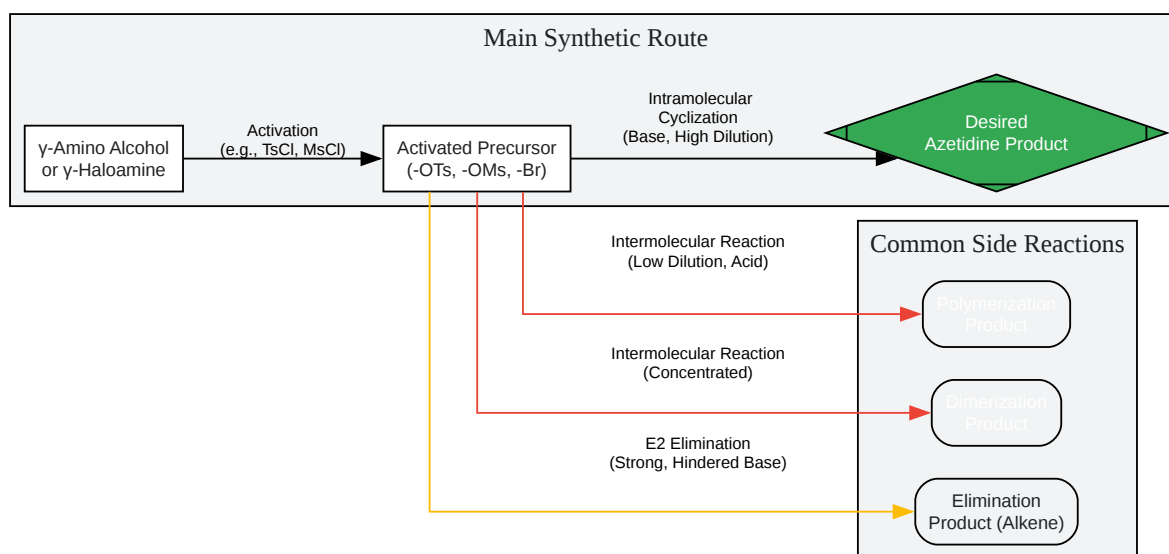 Main Synthetic Route
γ-Amino Alcohol
or γ-Haloamine
Activation
(e.g., TsCl, MsCl)
Activated Precursor
(-OTs, -OMs, -Br)
Intramolecular
Cyclization
(Base, High Dilution)
Desired
Azetidine Product
Common Side Reactions
Intermolecular Reaction
(Low Dilution, Acid)
Polymerization
Product
Intermolecular Reaction
(Concentrated)
Dimerization
Product
E2 Elimination
(Strong, Hindered Base)
Elimination
Product (Alkene)